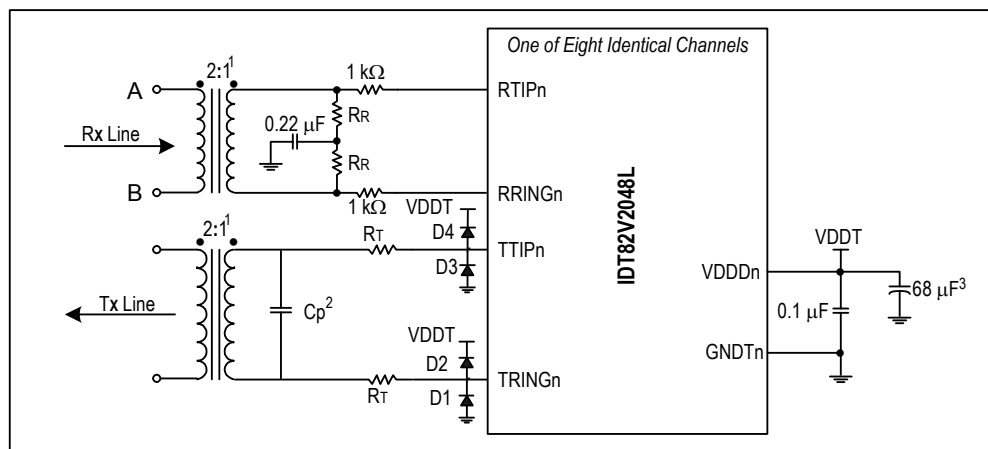 One of Eight Identical Channels
A
2:1¹
1 kΩ
RTIPn
RR
0.22 μF
Rx Line
RR
B
1 kΩ
RRINGn
VDDT
2:1¹
RT
D4
TTIPn
D3
Tx Line
Cp²
VDDT
D2
TRINGn
RT
D1
IDT82V2048L
VDDT
VDDDn
68 μF³
0.1 μF
GNDTn